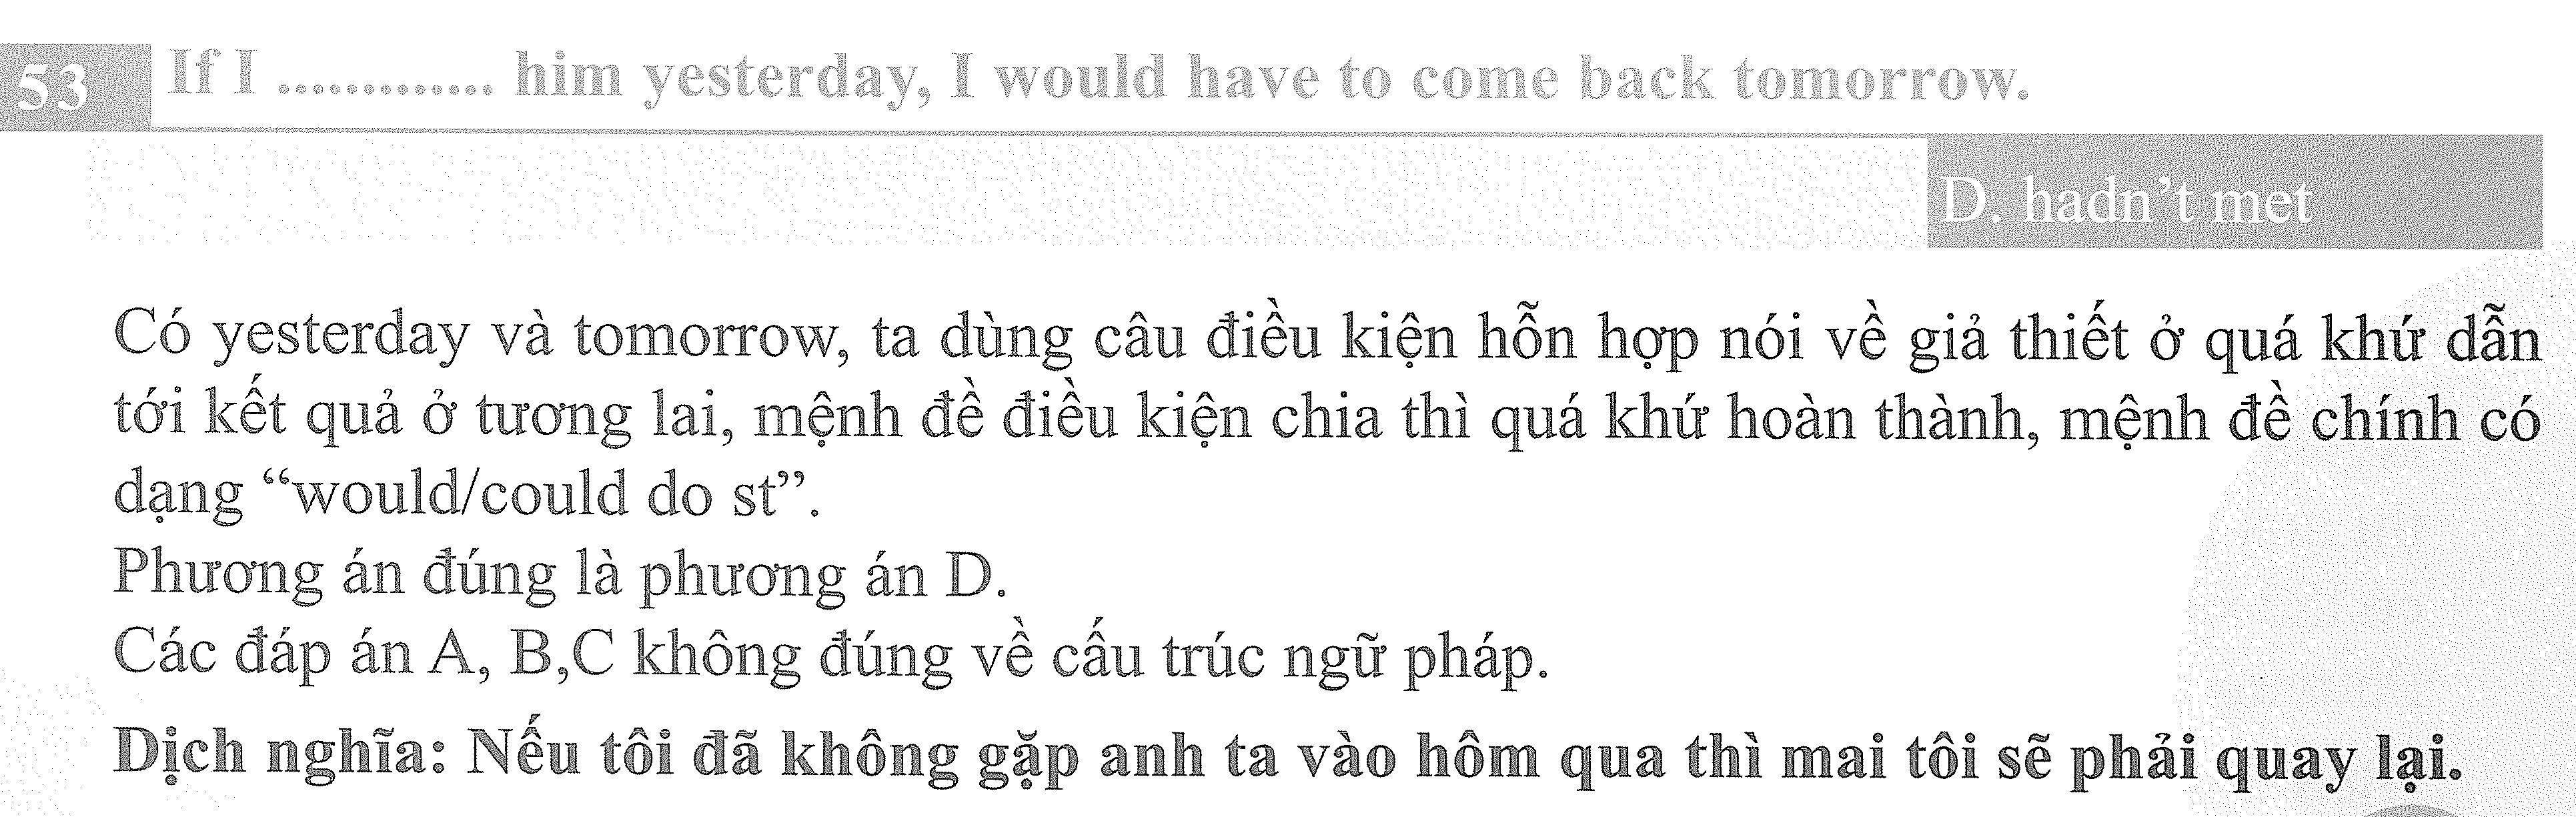 53 If I ............. him yesterday, I would have to come back tomorrow.
D. hadn't met
Có yesterday và tomorrow, ta dùng câu điều kiện hỗn hợp nói về giả thiết ở quá khứ dẫn
tới kết quả ở tương lai, mệnh đề điều kiện chia thì quá khứ hoàn thành, mệnh đề chính có
dạng “would/could do st”.
Phương án đúng là phương án D.
Các đáp án A, B,C không đúng về cấu trúc ngữ pháp.
Dịch nghĩa: Nếu tôi đã không gặp anh ta vào hôm qua thì mai tôi sẽ phải quay lại.